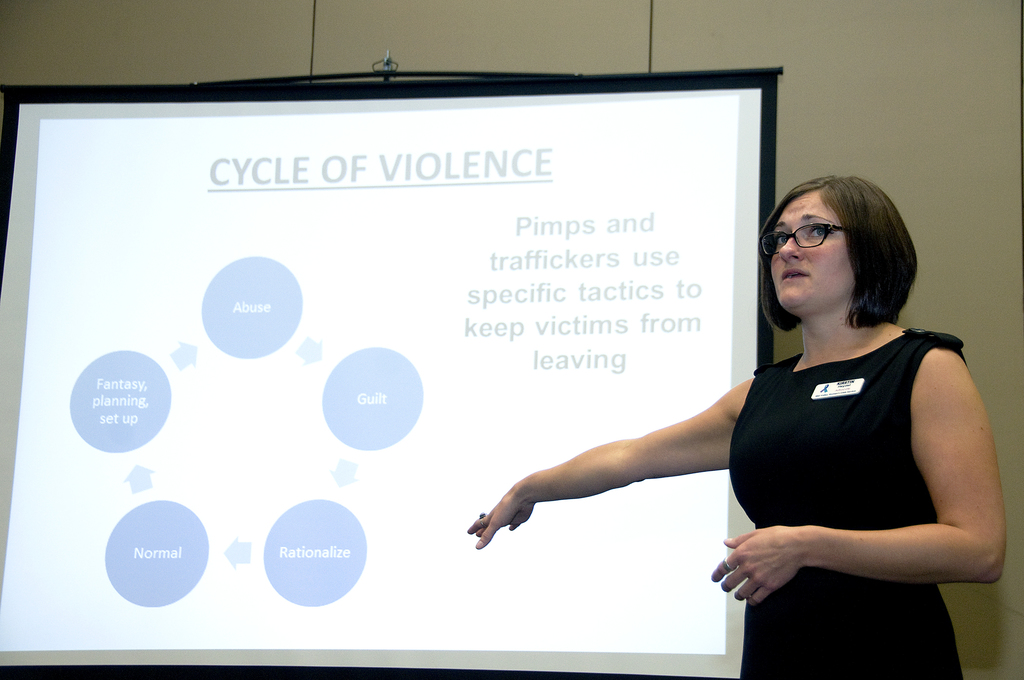 CYCLE OF VIOLENCE
Pimps and
traffickers use
specific tactics to
keep victims from
leaving
Abuse
Guilt
Rationalize
Normal
Fantasy,
planning,
set up
KIRSTIN